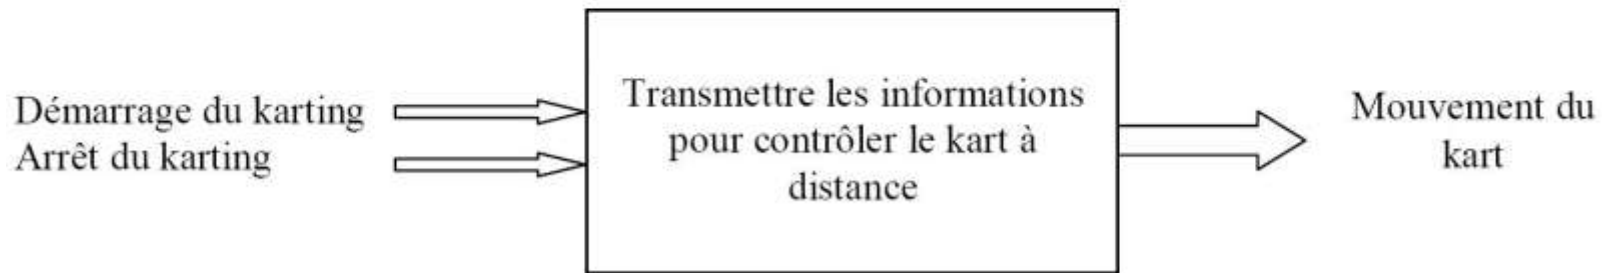 Démarrage du karting
Arrêt du karting
Transmettre les informations
pour contrôler le kart à
distance
Mouvement du
kart